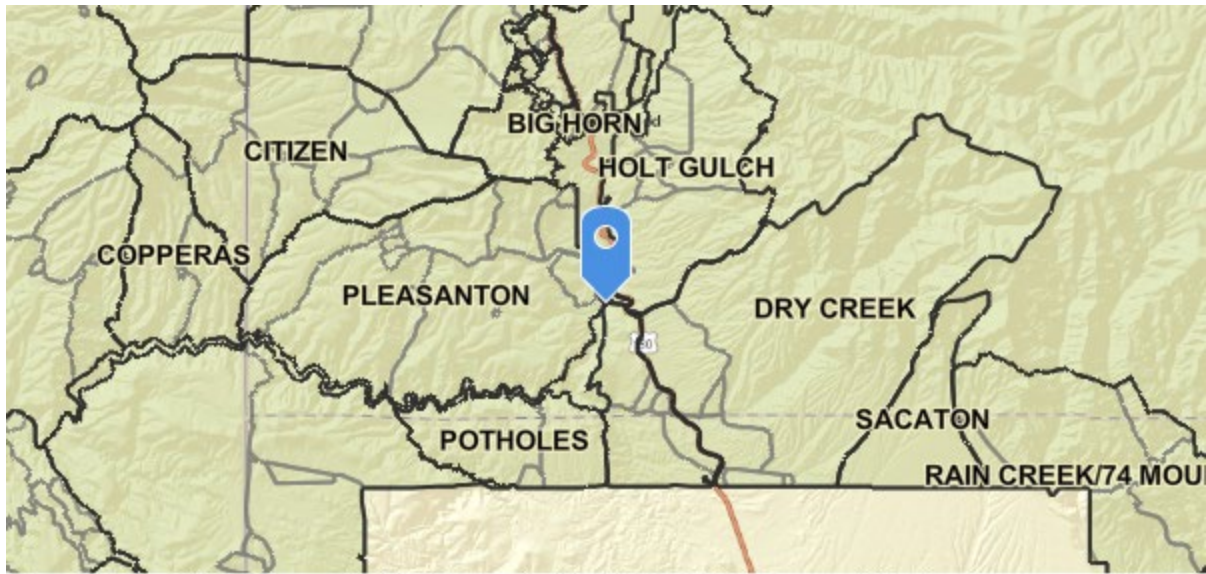 BIG HORN
CITIZEN
HOLT GULCH
COPPERAS
PLEASANTON
DRY CREEK
POTHOLES
SACATON
RAIN CREEK/74 MOU